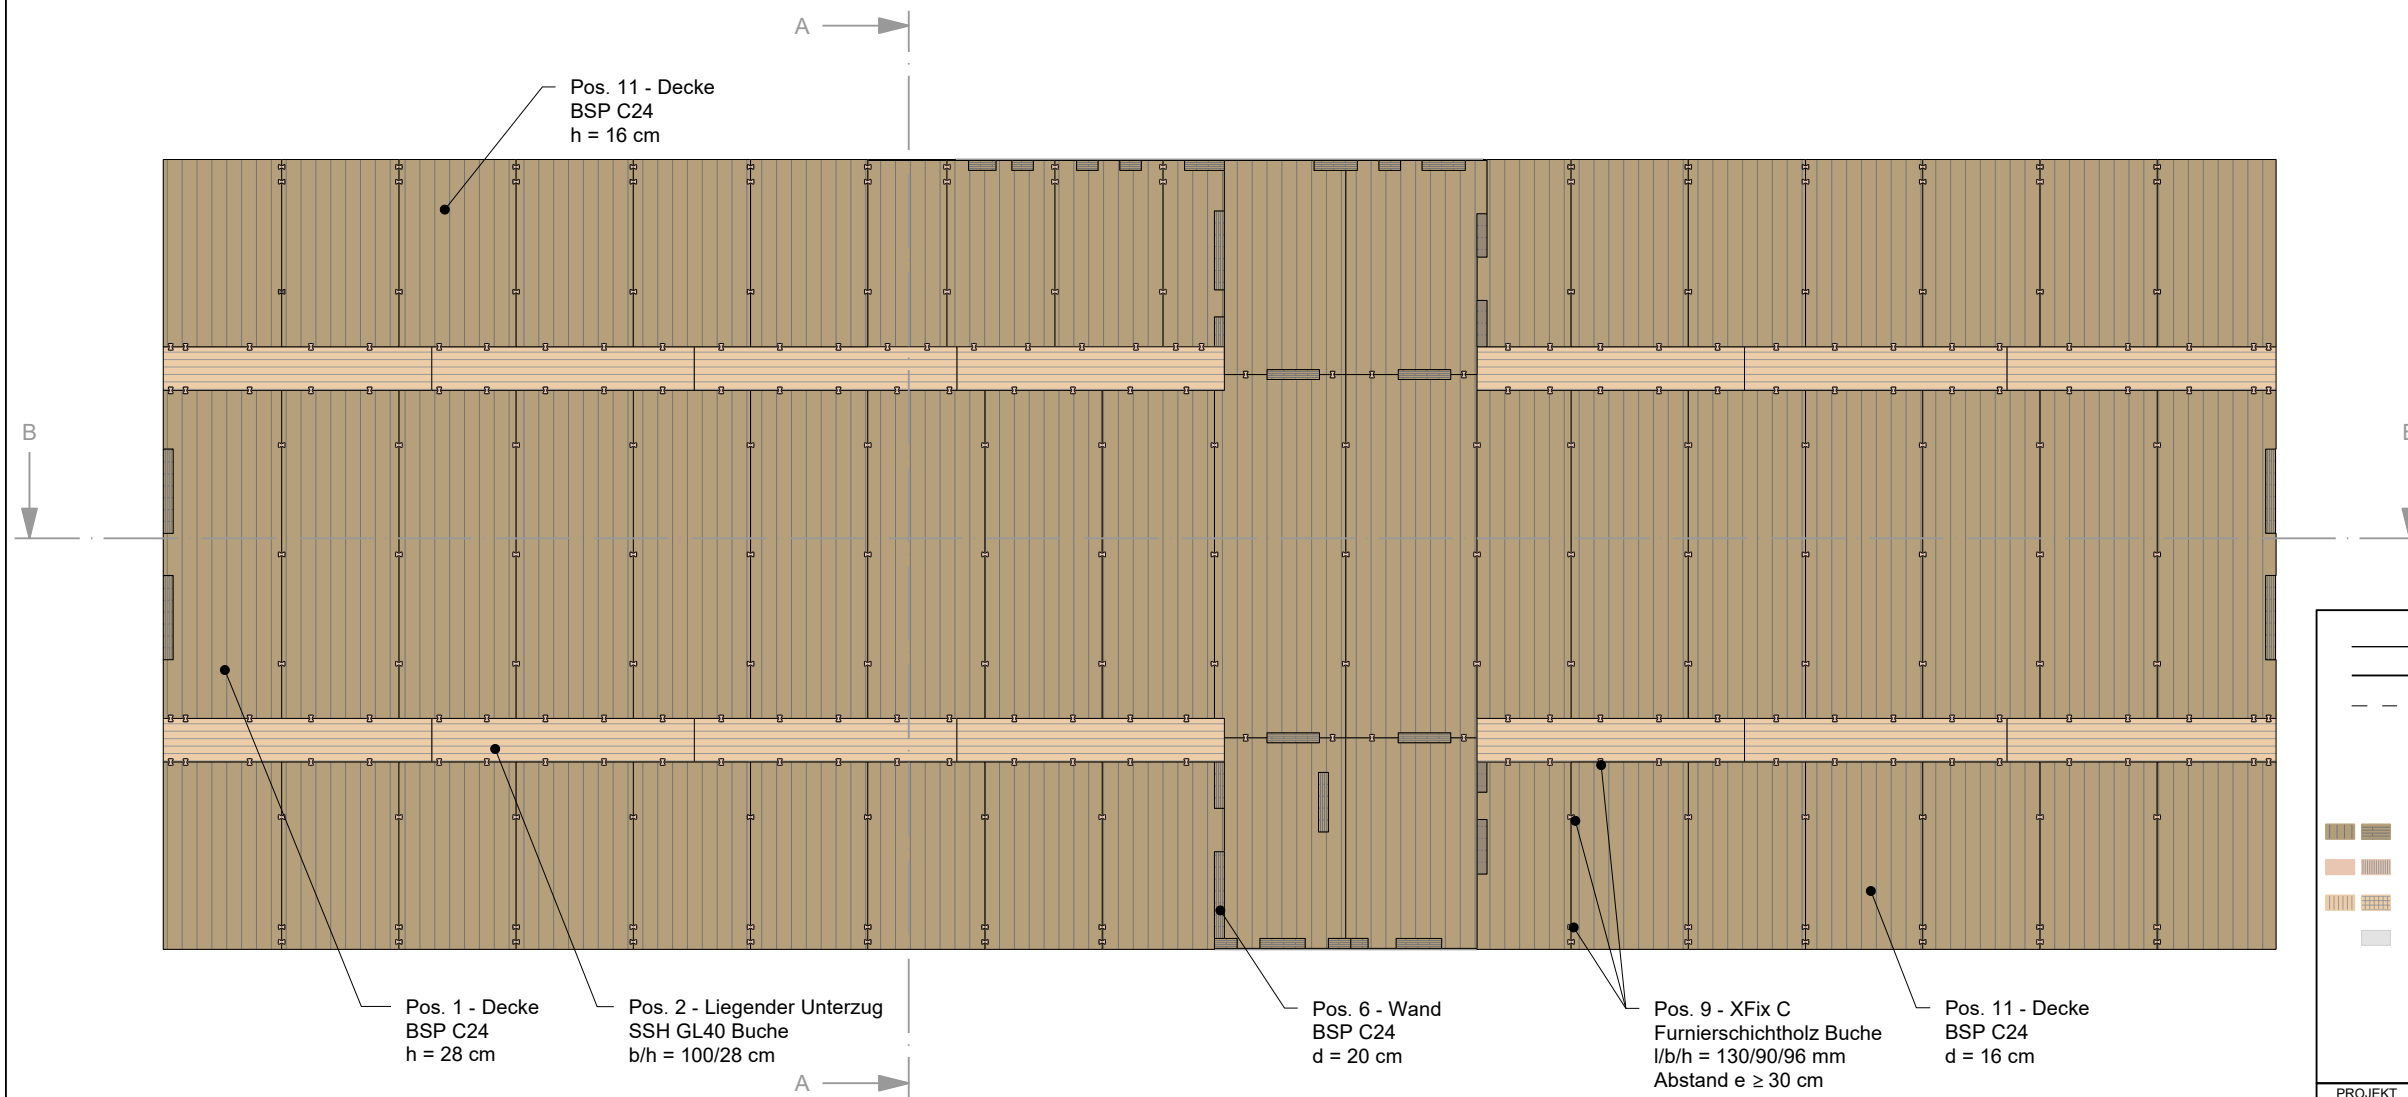 A
Pos. 11 - Decke
BSP C24
h = 16 cm
B
Pos. 1 - Decke
BSP C24
h = 28 cm
Pos. 2 - Liegender Unterzug
SSH GL40 Buche
b/h = 100/28 cm
A
Pos. 6 - Wand
BSP C24
d = 20 cm
Pos. 9 - XFix C
Furnierschichtholz Buche
l/b/h = 130/90/96 mm
Abstand e ≥ 30 cm
Pos. 11 - Decke
BSP C24
d = 16 cm
PROJEKT